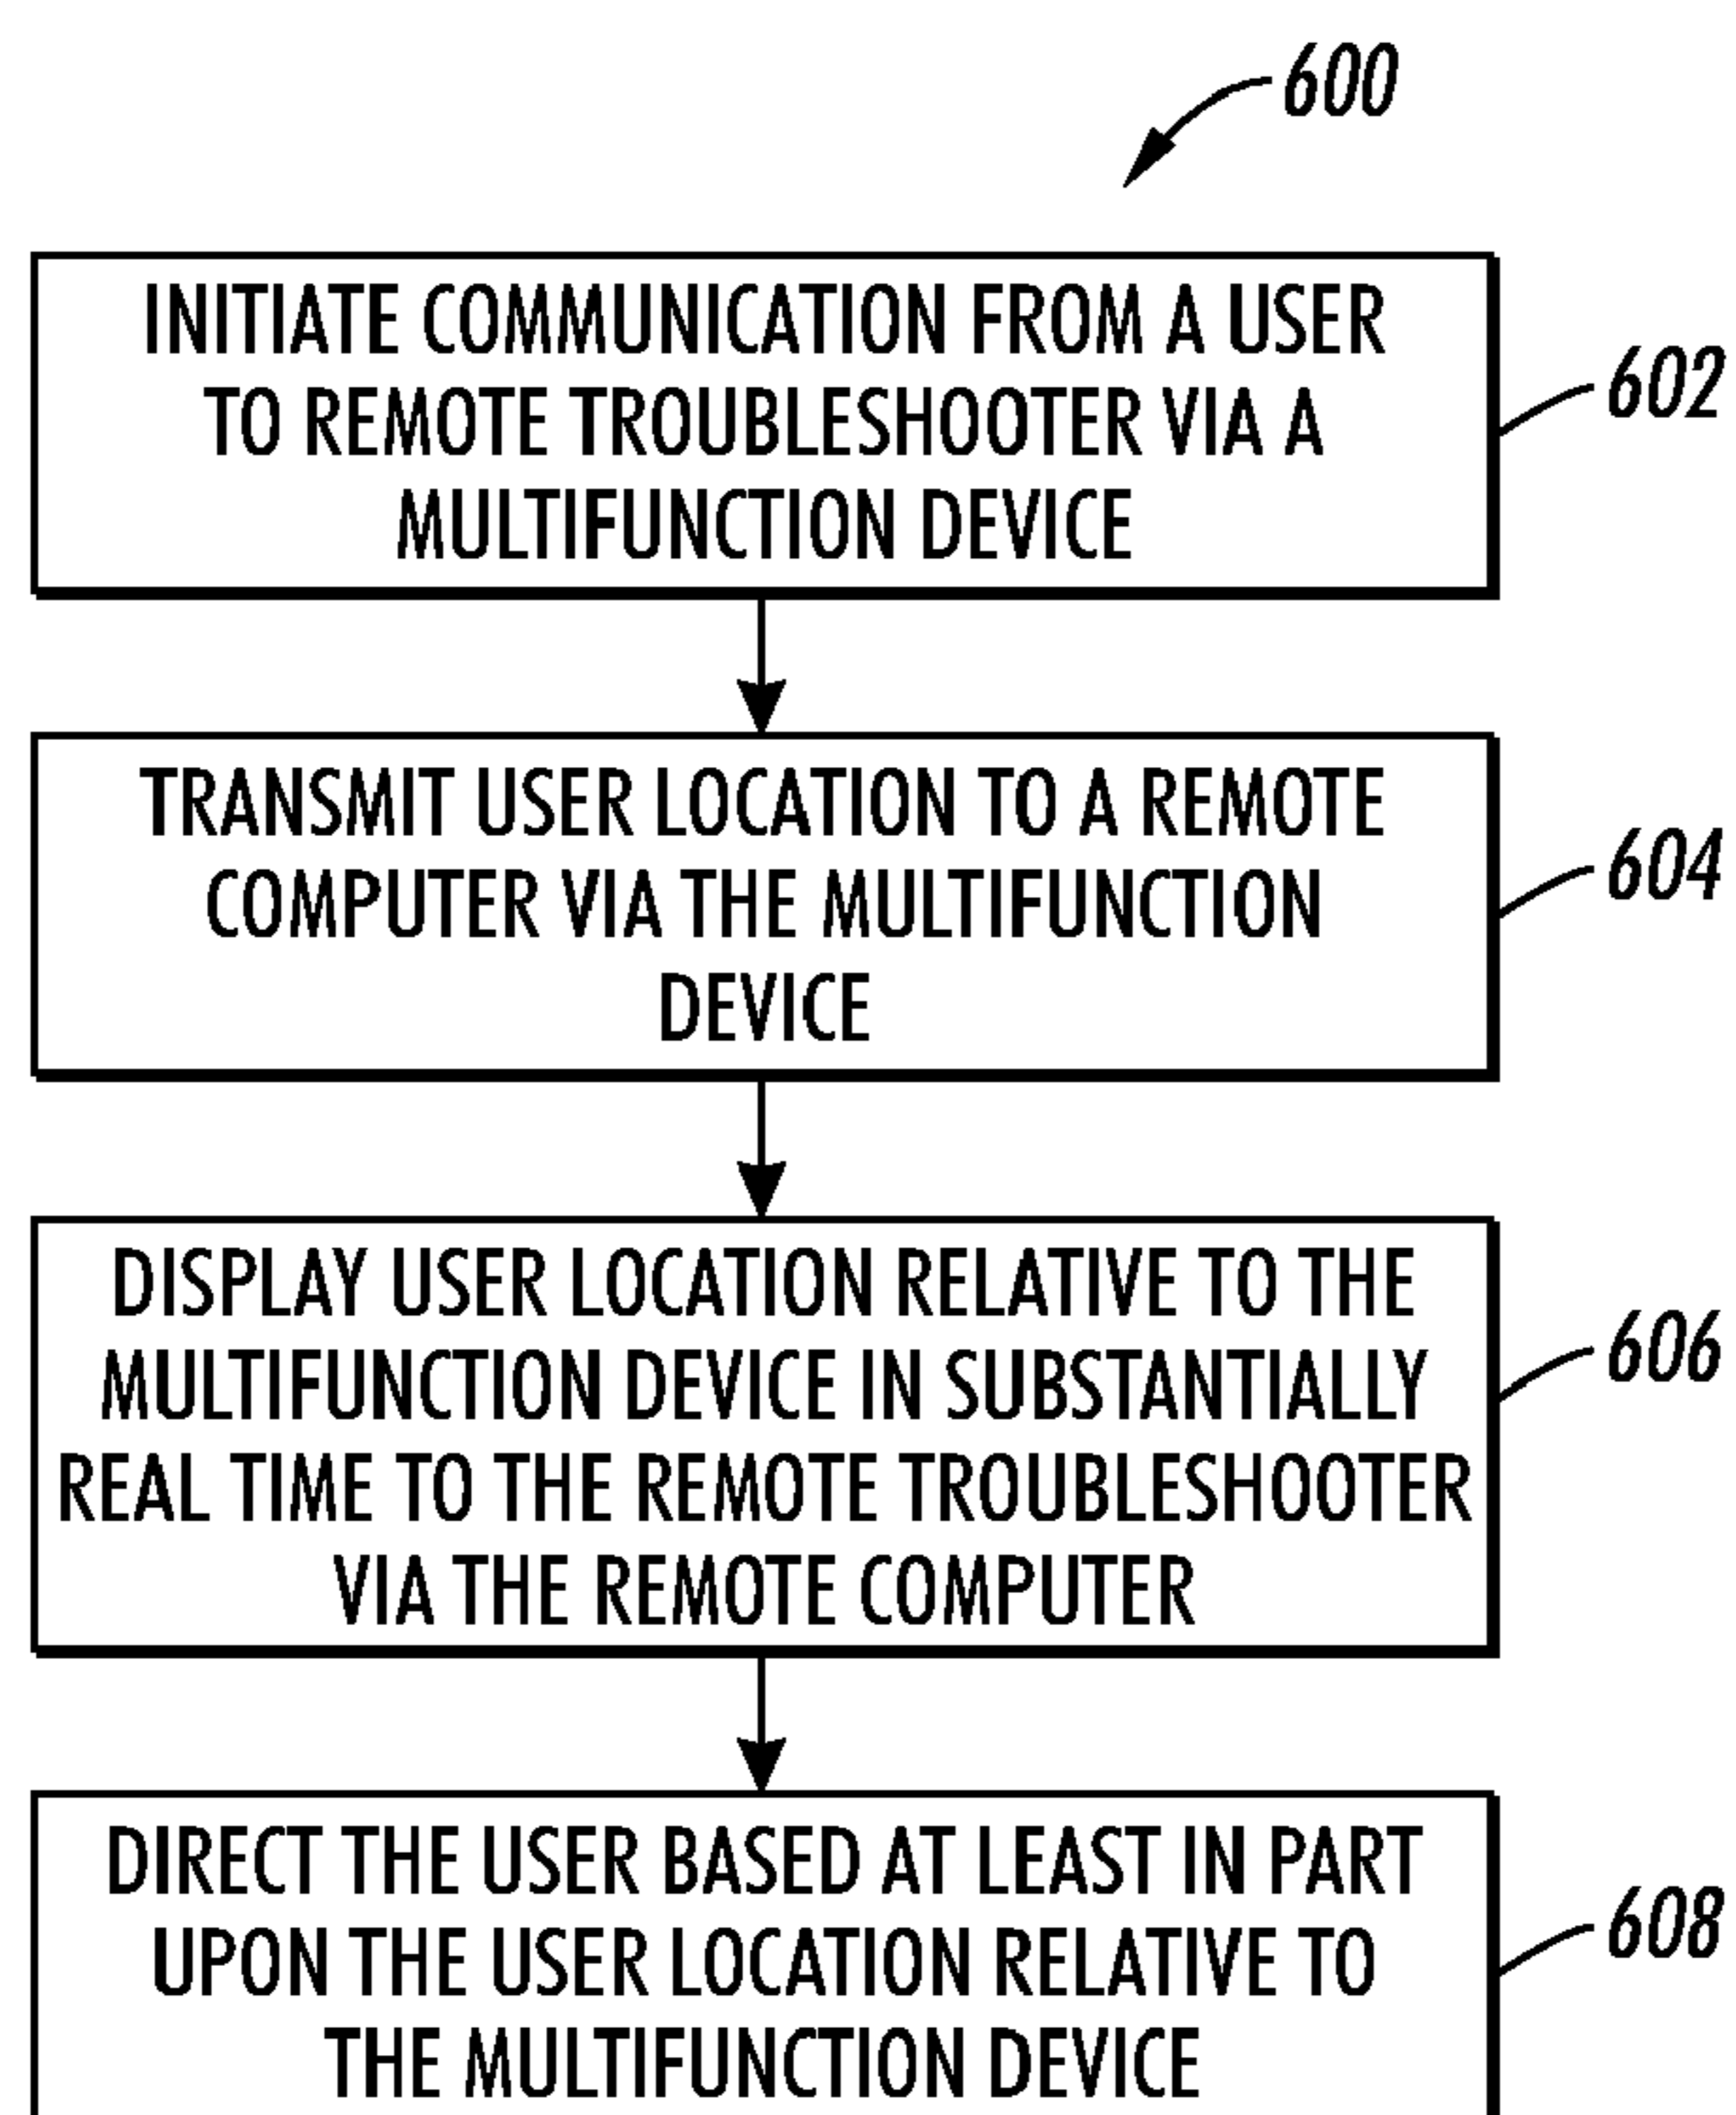 600
INITIATE COMMUNICATION FROM A USER
TO REMOTE TROUBLESHOOTER VIA A
MULTIFUNCTION DEVICE
602
TRANSMIT USER LOCATION TO A REMOTE
COMPUTER VIA THE MULTIFUNCTION
DEVICE
604
DISPLAY USER LOCATION RELATIVE TO THE
MULTIFUNCTION DEVICE IN SUBSTANTIALLY
REAL TIME TO THE REMOTE TROUBLESHOOTER
VIA THE REMOTE COMPUTER
606
DIRECT THE USER BASED AT LEAST IN PART
UPON THE USER LOCATION RELATIVE TO
THE MULTIFUNCTION DEVICE
608